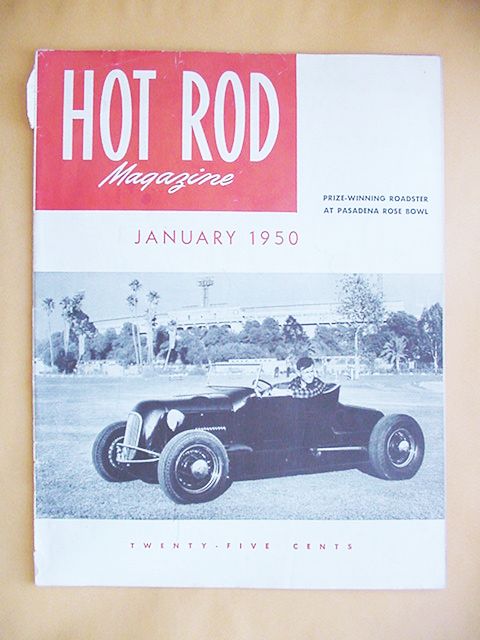 HOT ROD
Magazine
PRIZE-WINNING ROADSTER
AT PASADENA ROSE BOWL
JANUARY 1950
TWENTY-FIVE CENTS